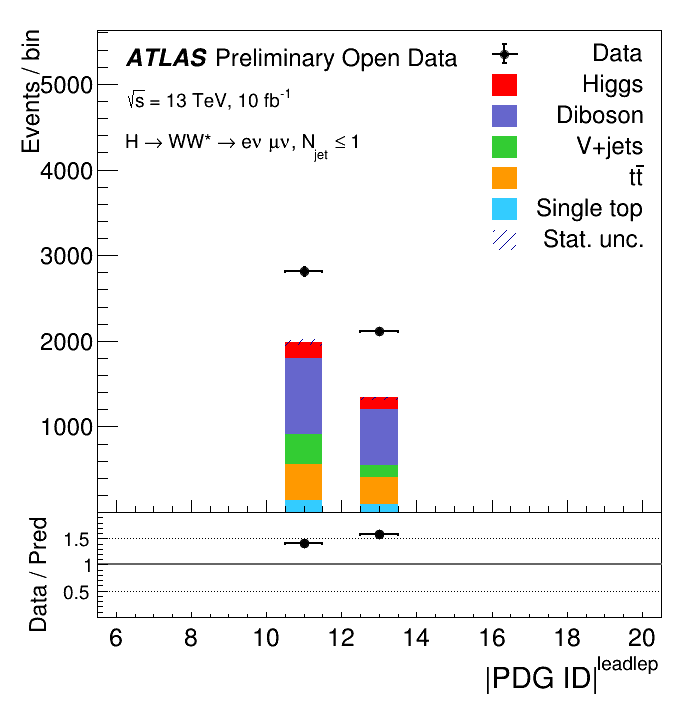 Events / bin
5000
4000
3000
2000
1000
ATLAS Preliminary Open Data
√s = 13 TeV, 10 fb⁻¹
H → WW* → eν μν, N_jet ≤ 1
Data
Higgs
Diboson
V+jets
tt̅
Single top
Stat. unc.
Data / Pred
1.5
1
0.5
6 8 10 12 14 16 18 20
|PDG ID|^leadlep